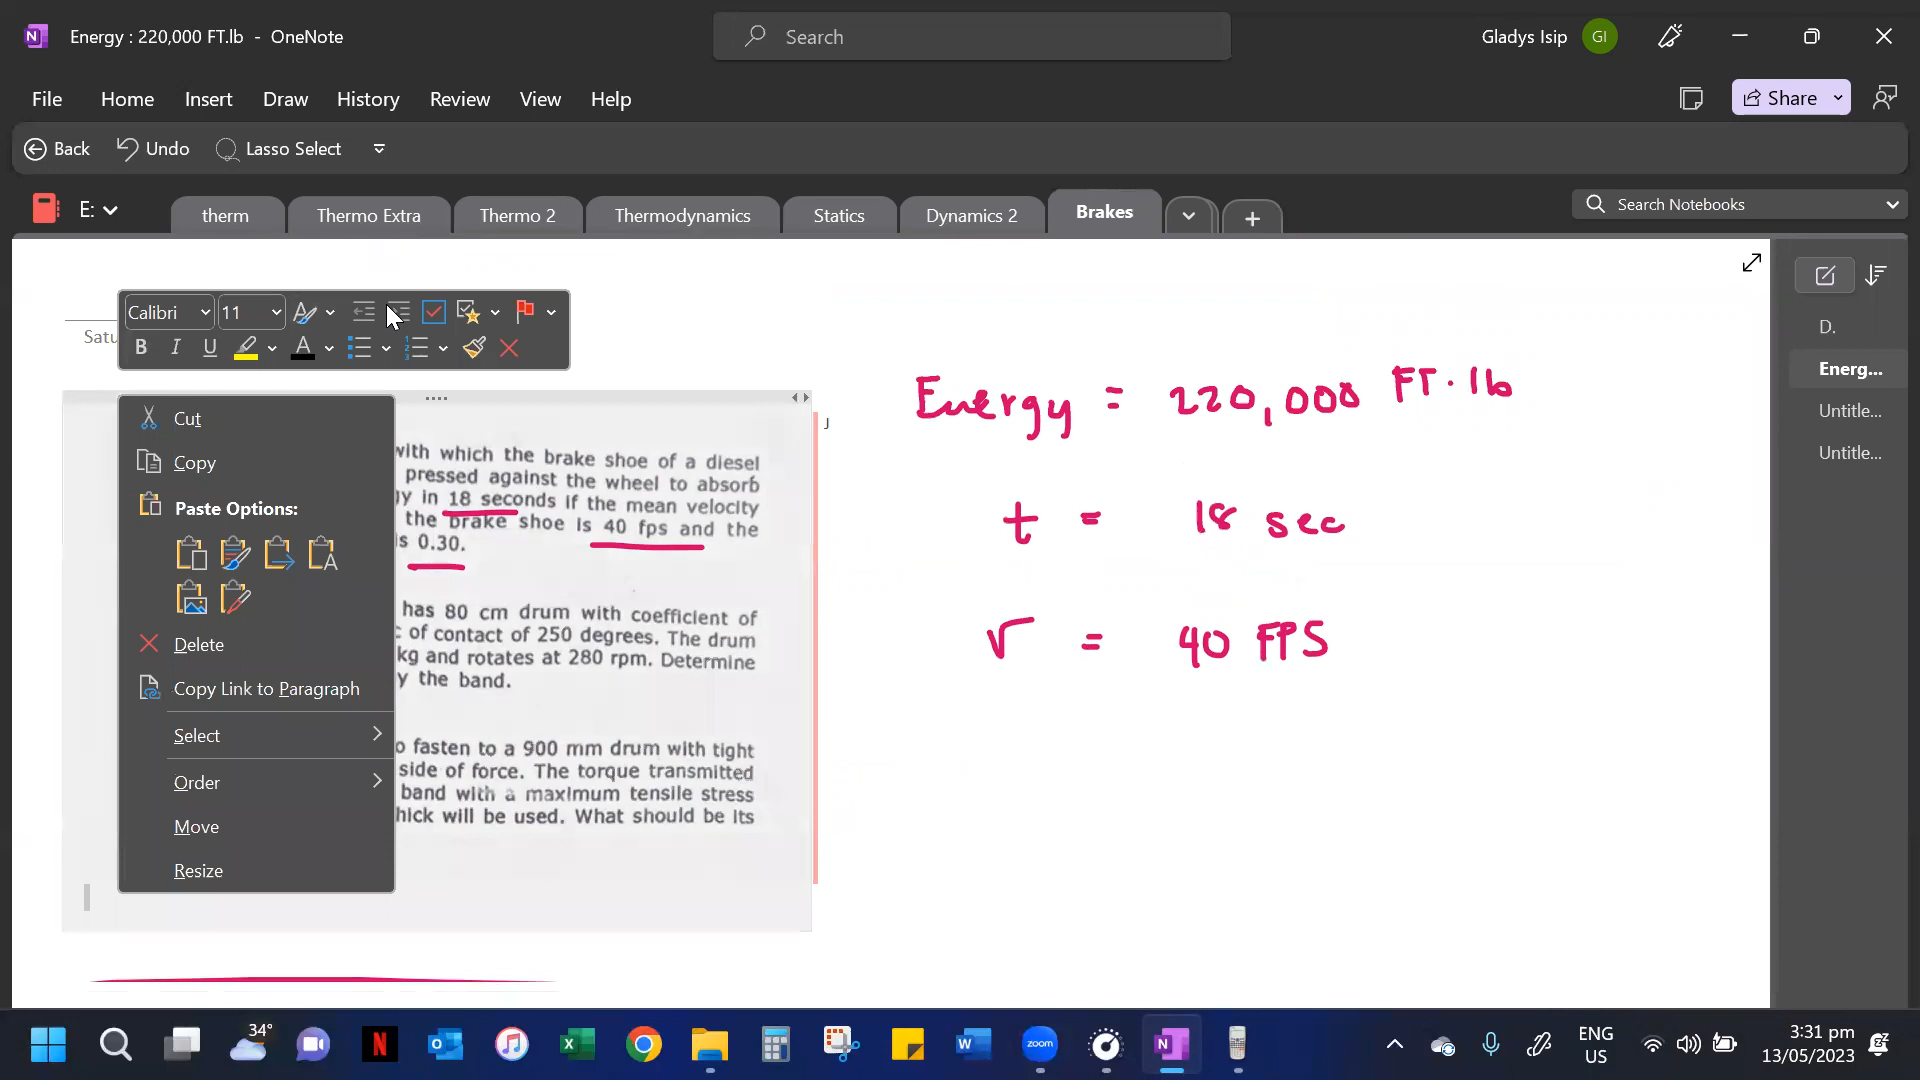 Energy : 220,000 FT.lb - OneNote
Search
Gladys Isip
GI
File Home Insert Draw History Review View Help
Share
Back Undo Lasso Select
E:
therm Thermo Extra Thermo 2 Thermodynamics Statics Dynamics 2 Brakes
Search Notebooks
Calibri 11
B I U A
Satu
Cut
Copy
Paste Options:
Delete
Copy Link to Paragraph
Select
Order
Move
Resize
with which the brake shoe of a diesel
pressed against the wheel to absorb
gy in 18 seconds if the mean velocity
the brake shoe is 40 fps and the
is 0.30.
has 80 cm drum with coefficient of
of contact of 250 degrees. The drum
kg and rotates at 280 rpm. Determine
y the band.
o fasten to a 900 mm drum with tight
side of force. The torque transmitted
band with a maximum tensile stress
hick will be used. What should be its
J
Energy = 220,000 FT.lb
t = 18 sec
v = 40 FPS
D.
Energ...
Untitle...
Untitle...
34°
zoom
ENG
US
3:31 pm
13/05/2023